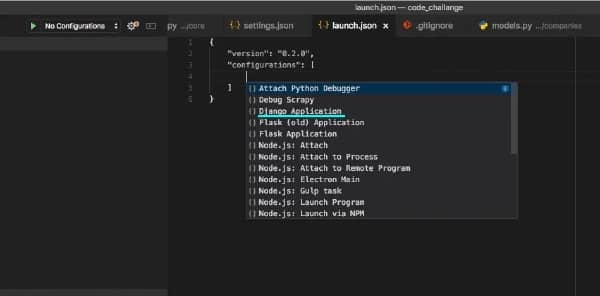 launch.json — code_challange
No Configurations
py .../core
settings.json
launch.json
.gitignore
models.py .../companies
1 {
2 "version": "0.2.0",
3 "configurations": [
4
5 ]
6 }
{} Attach Python Debugger
{} Debug Scrapy
{} Django Application
{} Flask (old) Application
{} Flask Application
{} Node.js: Attach
{} Node.js: Attach to Process
{} Node.js: Attach to Remote Program
{} Node.js: Electron Main
{} Node.js: Gulp task
{} Node.js: Launch Program
{} Node.js: Launch via NPM